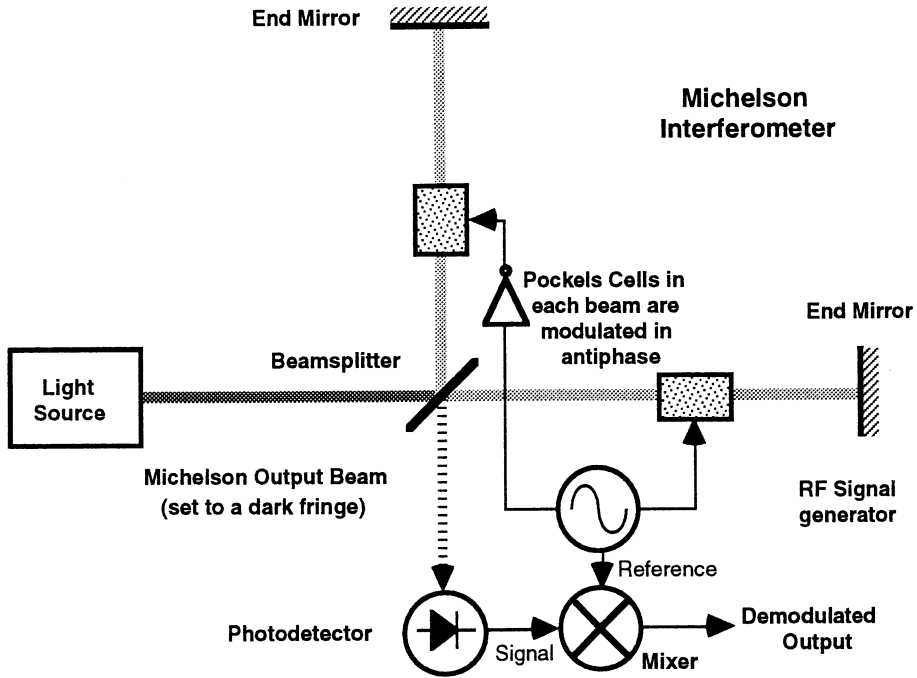 End Mirror
Michelson
Interferometer
Pockels Cells in
each beam are
modulated in
antiphase
End Mirror
Beamsplitter
Light
Source
Michelson Output Beam
(set to a dark fringe)
RF Signal
generator
Reference
Photodetector
Signal
Mixer
Demodulated
Output